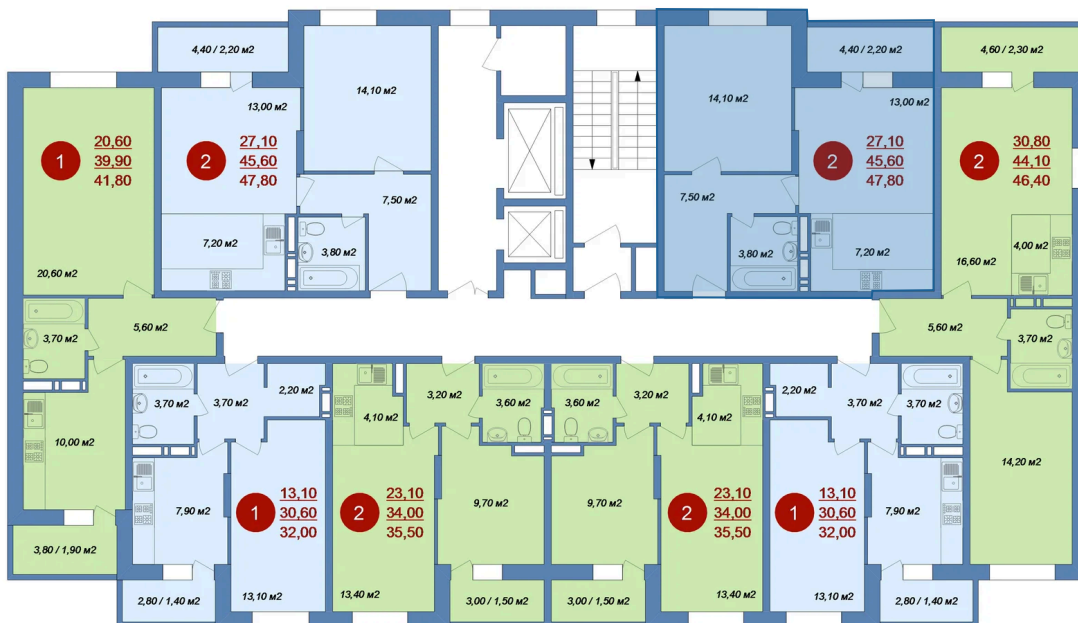 4,40 / 2,20 м2
14,10 м2
13,00 м2
2
27,10
45,60
47,80
7,20 м2
7,50 м2
3,80 м2
1
20,60
39,90
41,80
20,60 м2
3,70 м2
5,60 м2
10,00 м2
3,80 / 1,90 м2
14,10 м2
4,40 / 2,20 м2
13,00 м2
2
27,10
45,60
47,80
7,50 м2
3,80 м2
7,20 м2
4,60 / 2,30 м2
2
30,80
44,10
46,40
4,00 м2
16,60 м2
5,60 м2
3,70 м2
14,20 м2
3,70 м2
3,70 м2
2,20 м2
7,90 м2
1
13,10
30,60
32,00
13,10 м2
2,80 / 1,40 м2
4,10 м2
3,20 м2
3,60 м2
2
23,10
34,00
35,50
9,70 м2
13,40 м2
3,00 / 1,50 м2
3,60 м2
3,20 м2
4,10 м2
9,70 м2
2
23,10
34,00
35,50
13,40 м2
3,00 / 1,50 м2
2,20 м2
3,70 м2
3,70 м2
1
13,10
30,60
32,00
7,90 м2
13,10 м2
2,80 / 1,40 м2